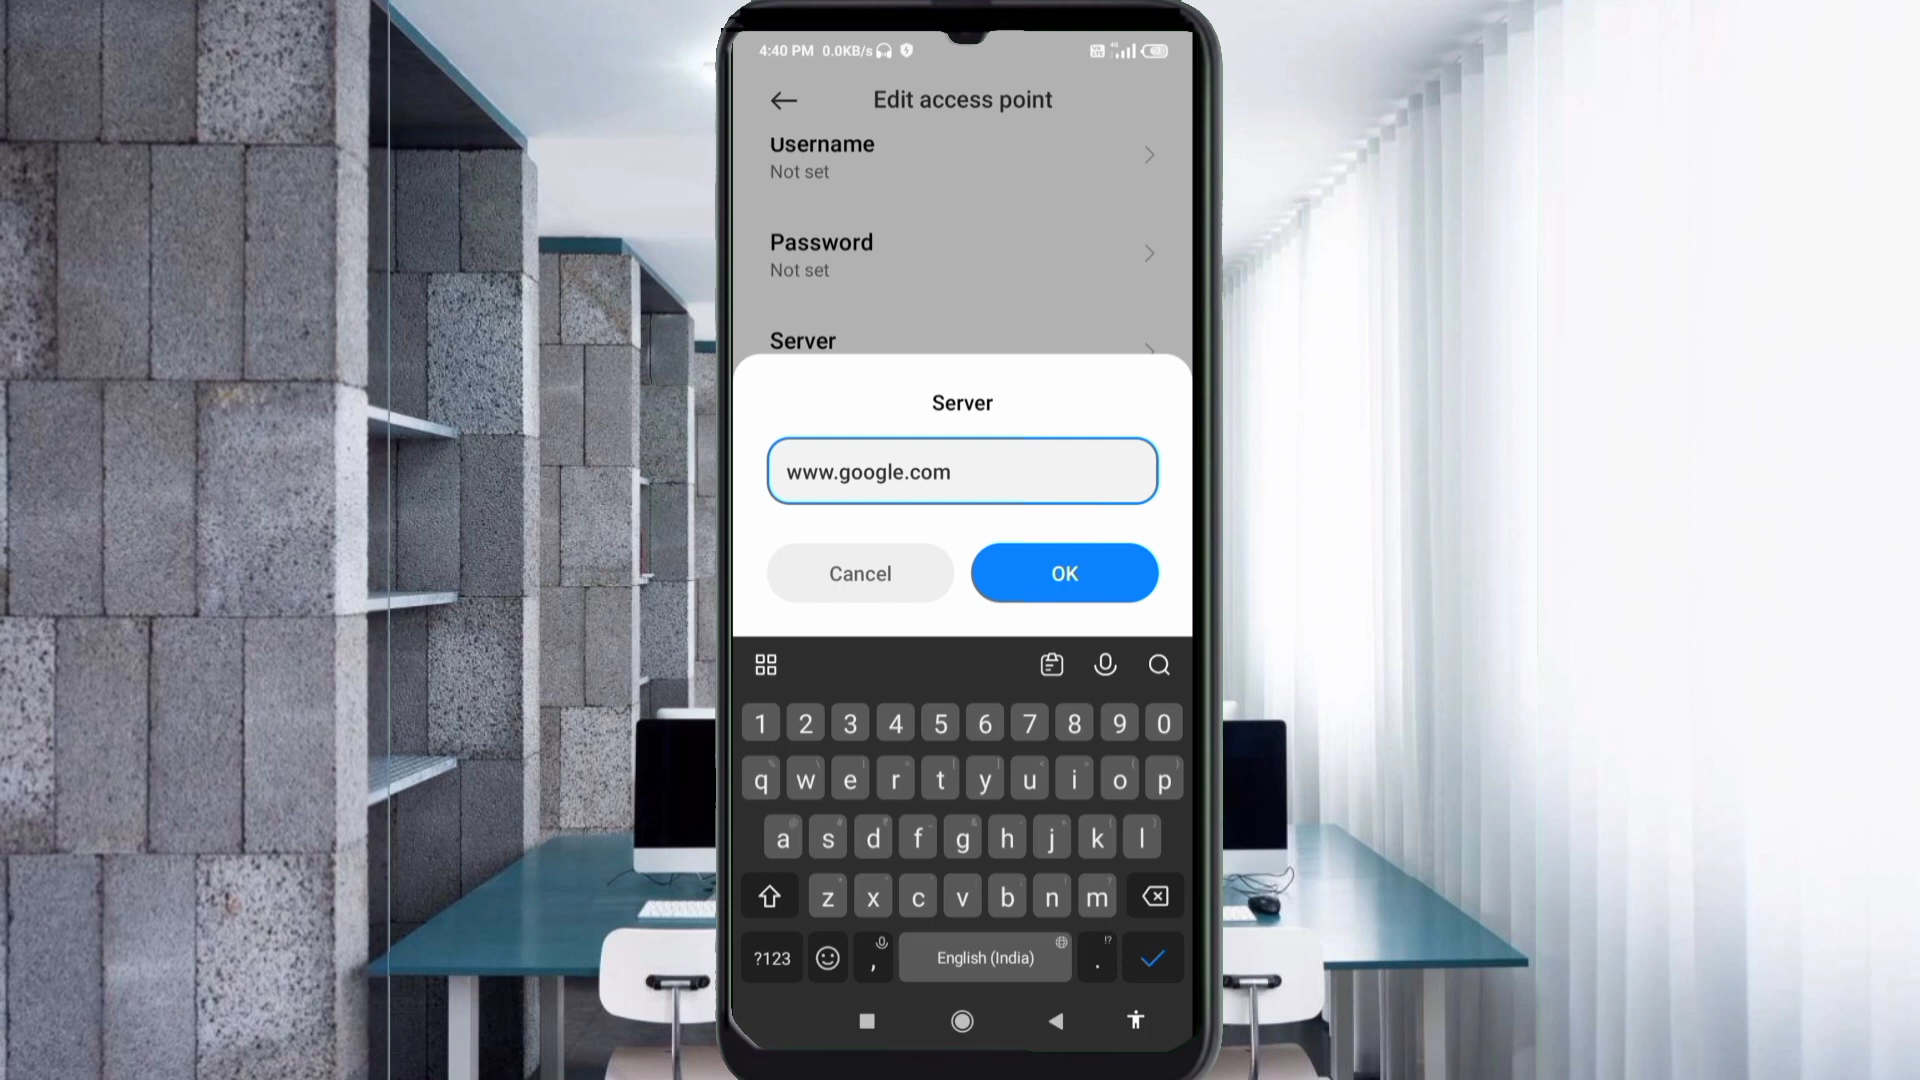 4:40 PM 0.0KB/s
Edit access point
Username
Not set
Password
Not set
Server
Server
www.google.com
Cancel OK
1 2 3 4 5 6 7 8 9 0
q w e r t y u i o p
a s d f g h j k l
z x c v b n m
?123 , English (India) . !?